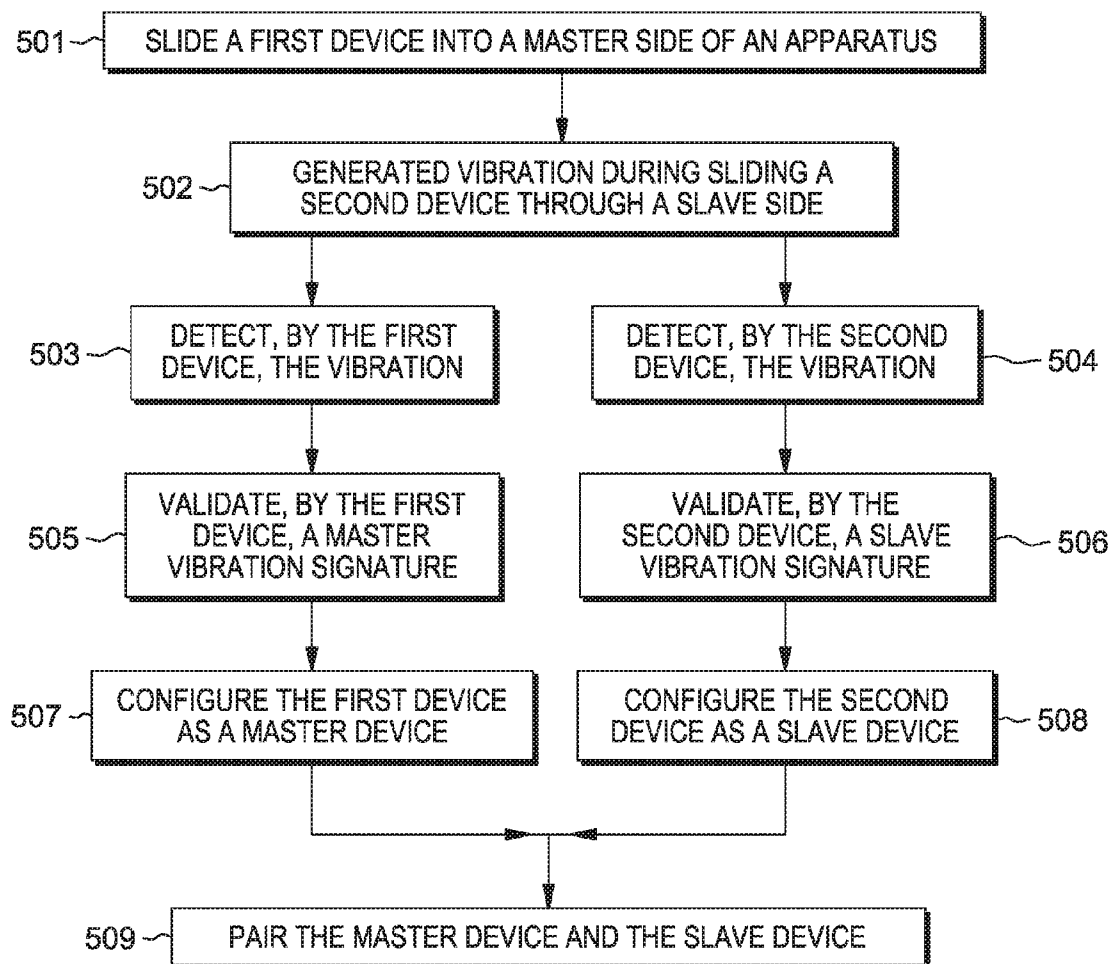 501 SLIDE A FIRST DEVICE INTO A MASTER SIDE OF AN APPARATUS
502 GENERATED VIBRATION DURING SLIDING A
SECOND DEVICE THROUGH A SLAVE SIDE
503 DETECT, BY THE FIRST
DEVICE, THE VIBRATION
DETECT, BY THE SECOND
DEVICE, THE VIBRATION
504
505 VALIDATE, BY THE FIRST
DEVICE, A MASTER
VIBRATION SIGNATURE
VALIDATE, BY THE
SECOND DEVICE, A SLAVE
VIBRATION SIGNATURE
506
507 CONFIGURE THE FIRST DEVICE
AS A MASTER DEVICE
CONFIGURE THE SECOND
DEVICE AS A SLAVE DEVICE
508
509 PAIR THE MASTER DEVICE AND THE SLAVE DEVICE